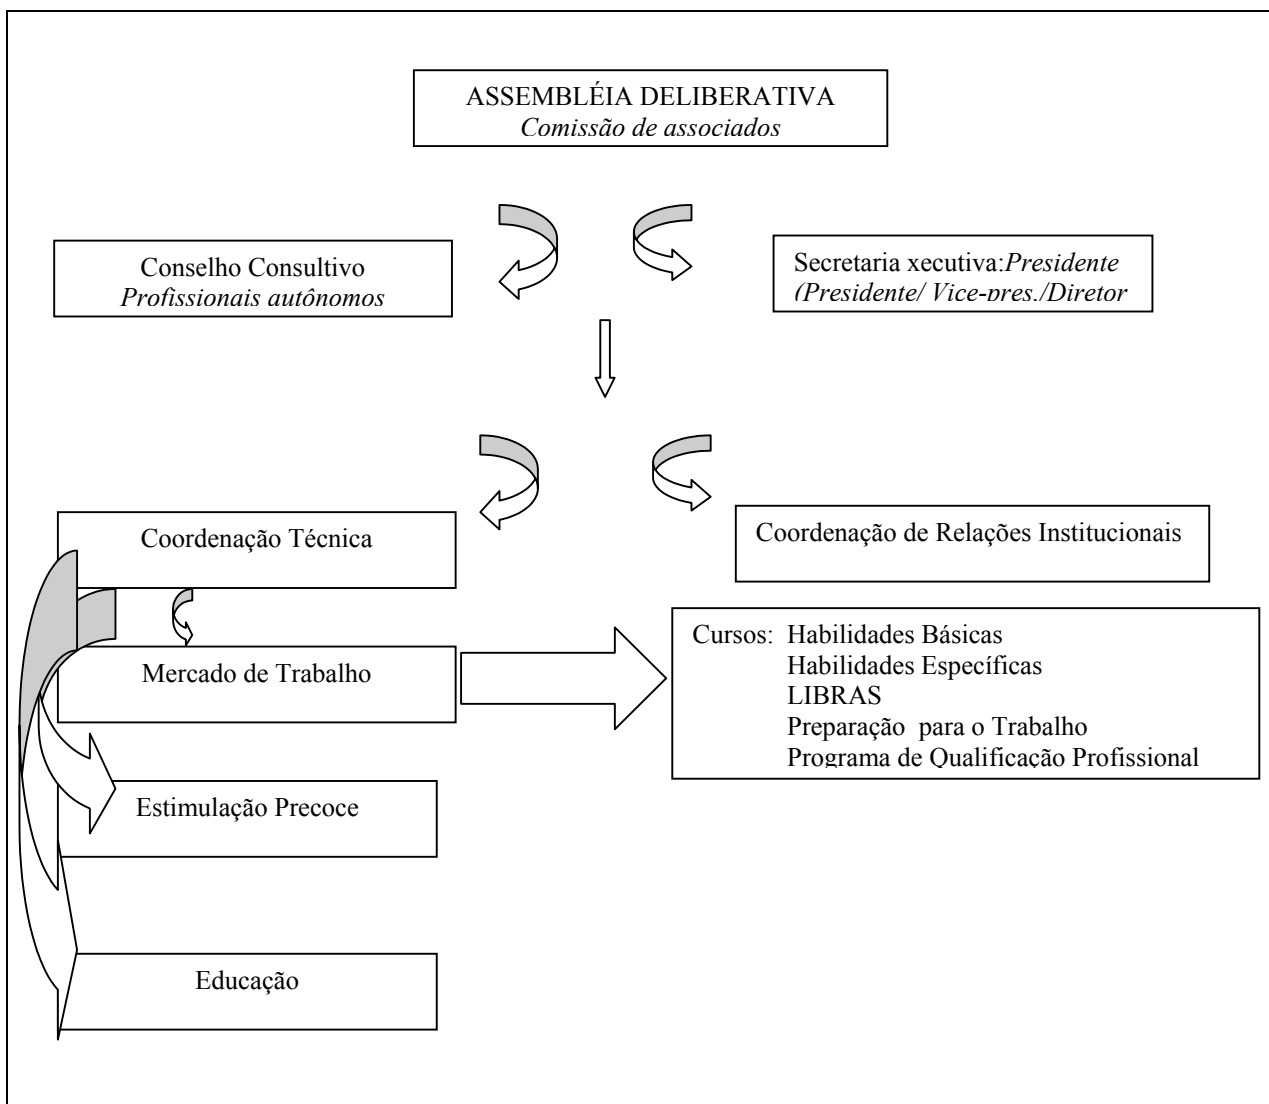 ASSEMBLÉIA DELIBERATIVA
Comissão de associados
Conselho Consultivo
Profissionais autônomos
Secretaria xecutiva:Presidente
(Presidente/ Vice-pres./Diretor
Coordenação Técnica
Coordenação de Relações Institucionais
Mercado de Trabalho
Cursos: Habilidades Básicas
Habilidades Específicas
LIBRAS
Preparação para o Trabalho
Programa de Qualificação Profissional
Estimulação Precoce
Educação